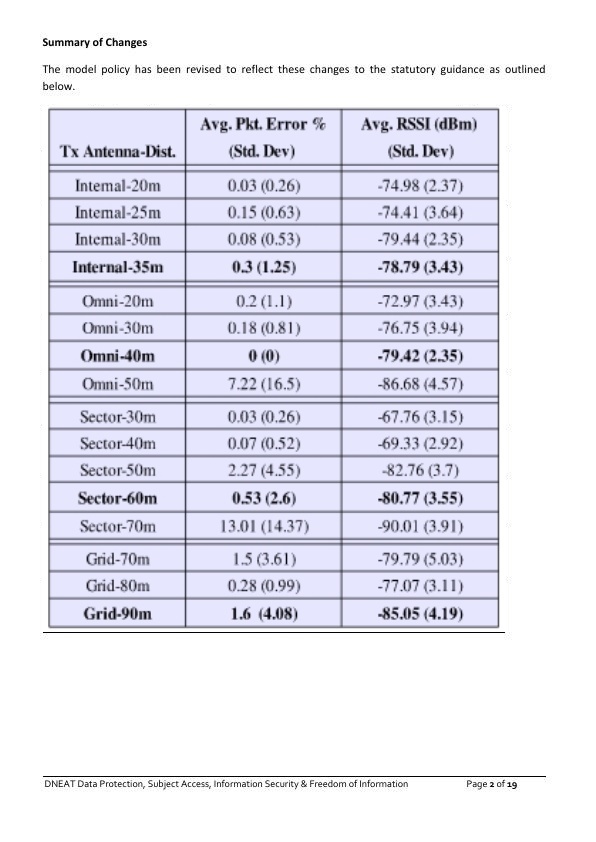 Summary of Changes
The model policy has been revised to reflect these changes to the statutory guidance as outlined
below.
Tx Antenna-Dist. Avg. Pkt. Error % (Std. Dev) Avg. RSSI (dBm) (Std. Dev)
Internal-20m 0.03 (0.26) -74.98 (2.37)
Internal-25m 0.15 (0.63) -74.41 (3.64)
Internal-30m 0.08 (0.53) -79.44 (2.35)
Internal-35m 0.3 (1.25) -78.79 (3.43)
Omni-20m 0.2 (1.1) -72.97 (3.43)
Omni-30m 0.18 (0.81) -76.75 (3.94)
Omni-40m 0 (0) -79.42 (2.35)
Omni-50m 7.22 (16.5) -86.68 (4.57)
Sector-30m 0.03 (0.26) -67.76 (3.15)
Sector-40m 0.07 (0.52) -69.33 (2.92)
Sector-50m 2.27 (4.55) -82.76 (3.7)
Sector-60m 0.53 (2.6) -80.77 (3.55)
Sector-70m 13.01 (14.37) -90.01 (3.91)
Grid-70m 1.5 (3.61) -79.79 (5.03)
Grid-80m 0.28 (0.99) -77.07 (3.11)
Grid-90m 1.6 (4.08) -85.05 (4.19)
DNEAT Data Protection, Subject Access, Information Security & Freedom of Information Page 2 of 19